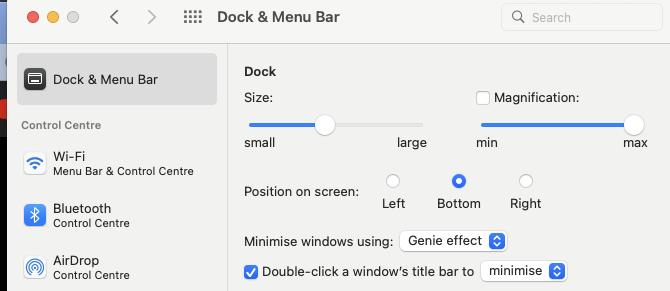 Dock & Menu Bar
Search
Dock & Menu Bar
Control Centre
Wi-Fi
Menu Bar & Control Centre
Bluetooth
Control Centre
AirDrop
Control Centre
Dock
Size:
Magnification:
small large
min max
Position on screen:
Left Bottom Right
Minimise windows using: Genie effect
Double-click a window's title bar to minimise